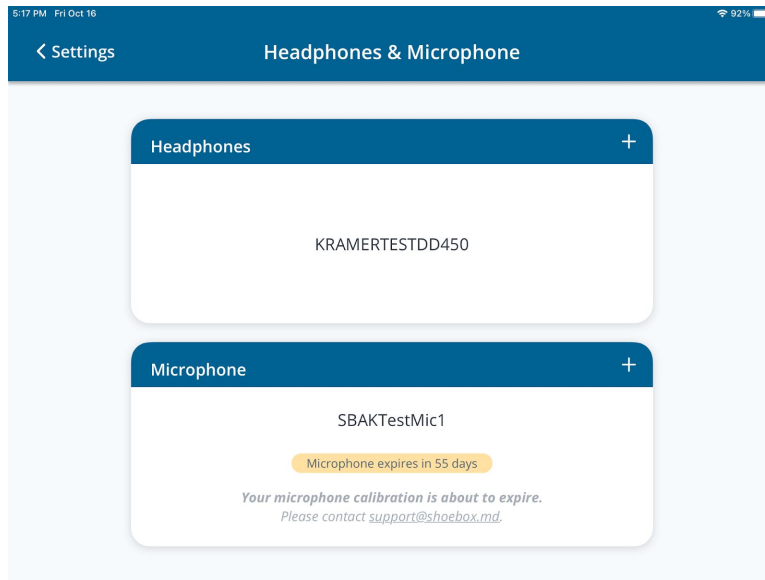 5:17 PM Fri Oct 16
92%
Settings
Headphones & Microphone
Headphones
KRAMERTESTDD450
Microphone
SBAKTestMic1
Microphone expires in 55 days
Your microphone calibration is about to expire.
Please contact support@shoebox.md.